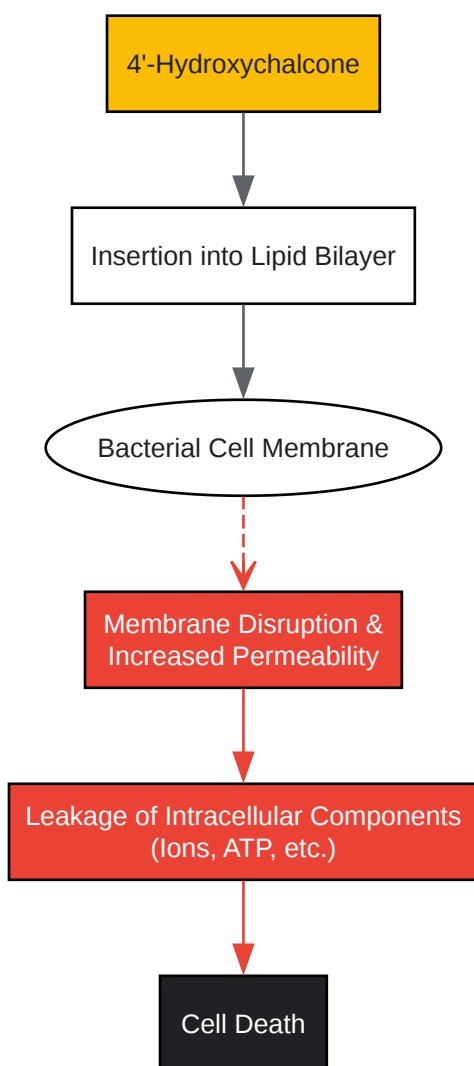 4'-Hydroxychalcone
Insertion into Lipid Bilayer
Bacterial Cell Membrane
Membrane Disruption &
Increased Permeability
Leakage of Intracellular Components
(Ions, ATP, etc.)
Cell Death